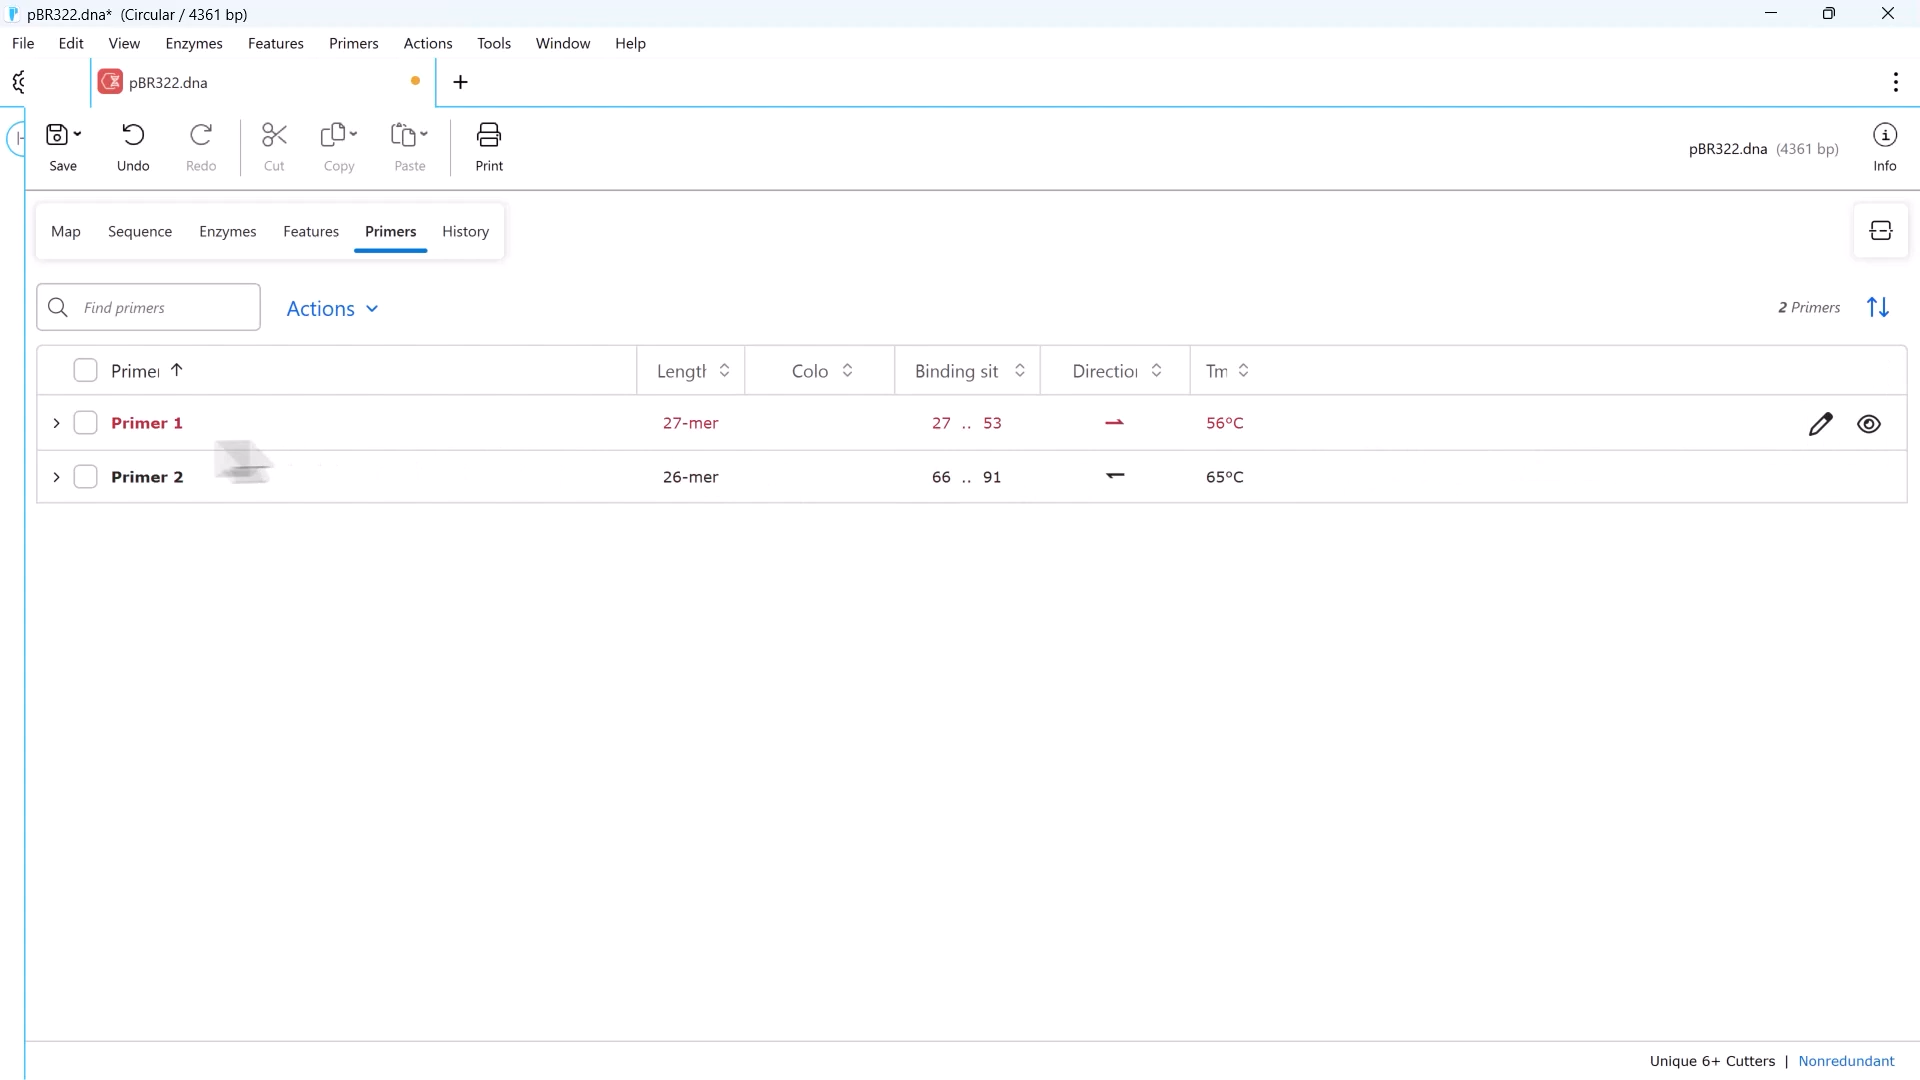 pBR322.dna* (Circular / 4361 bp)
File Edit View Enzymes Features Primers Actions Tools Window Help
pBR322.dna
Save Undo Redo Cut Copy Paste Print
pBR322.dna (4361 bp)
Info
Map Sequence Enzymes Features Primers History
Find primers
Actions
2 Primers
Primer Length Colo Binding sit Direction Tm
Primer 1 27-mer 27 .. 53 56°C
Primer 2 26-mer 66 .. 91 65°C
Unique 6+ Cutters | Nonredundant